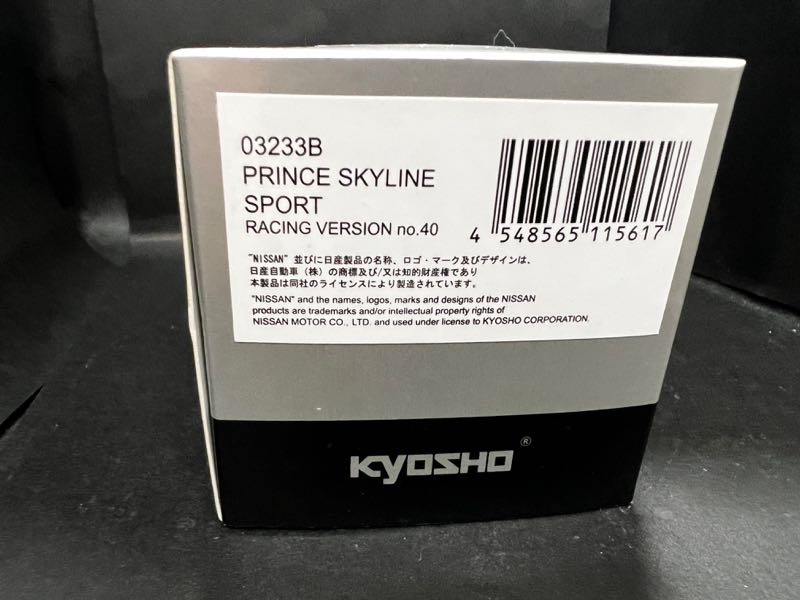 03233B
PRINCE SKYLINE
SPORT
RACING VERSION no.40
4 548565 115617
"NISSAN" 並びに日産製品の名称、ロゴ・マーク及びデザインは、
日産自動車(株)の商標及び/又は知的財産権であり
本製品は同社のライセンスにより製造されています。
"NISSAN" and the names, logos, marks and designs of the NISSAN
products are trademarks and/or intellectual property rights of
NISSAN MOTOR CO., LTD. and used under license to KYOSHO CORPORATION.
KYOSHO ®